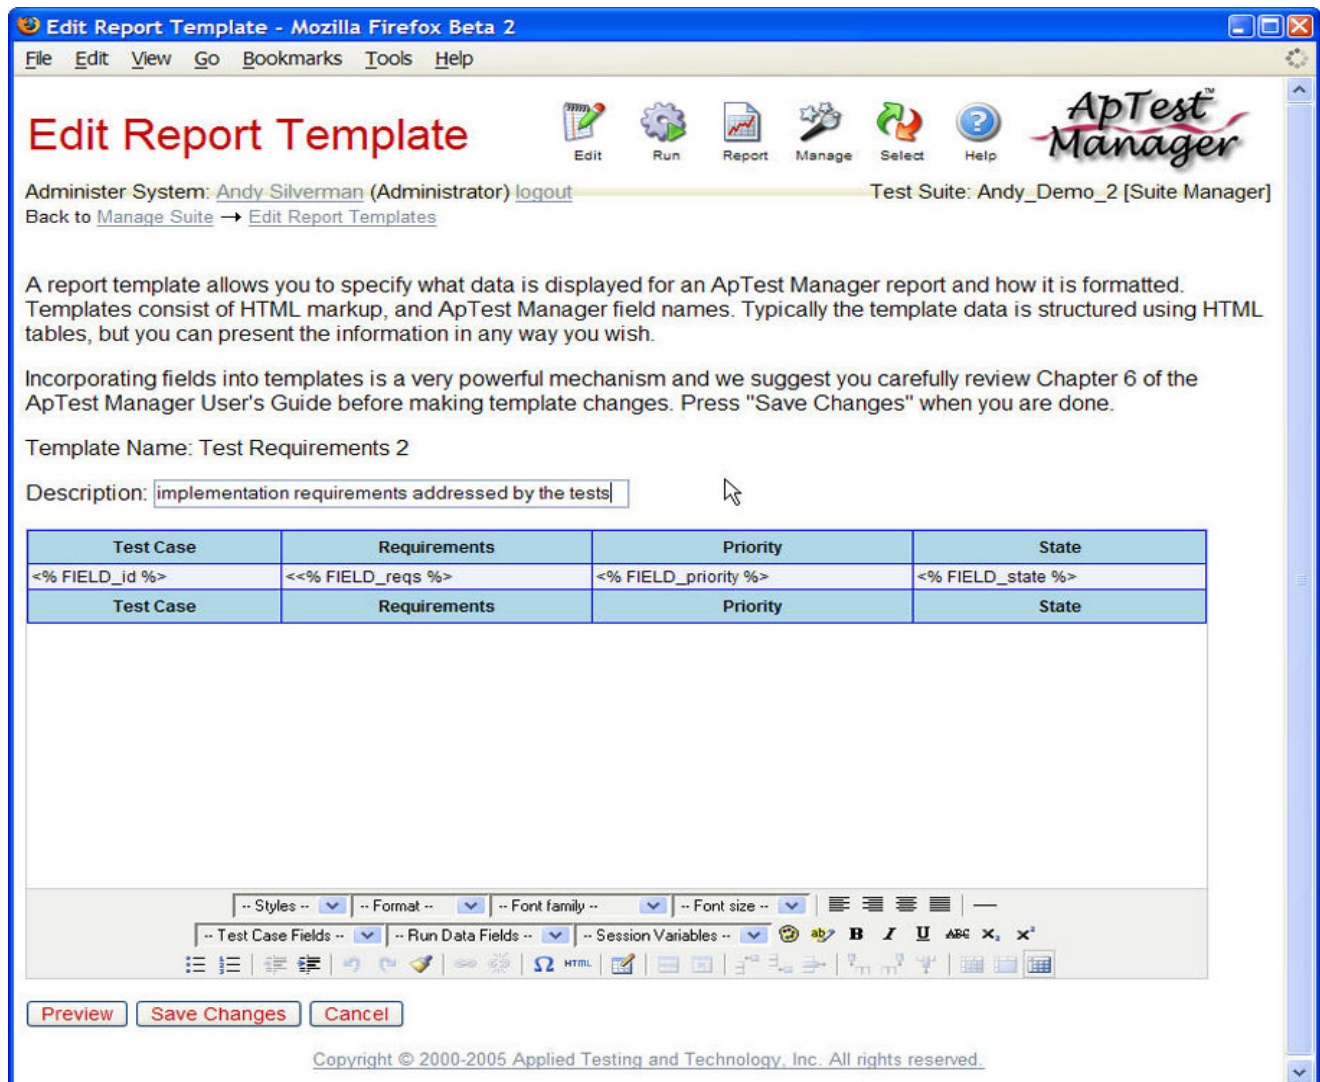 Edit Report Template - Mozilla Firefox Beta 2
File Edit View Go Bookmarks Tools Help
Edit Report Template
Edit Run Report Manage Select Help
ApTest™
Manager
Administer System: Andy Silverman (Administrator) logout
Test Suite: Andy_Demo_2 [Suite Manager]
Back to Manage Suite → Edit Report Templates
A report template allows you to specify what data is displayed for an ApTest Manager report and how it is formatted.
Templates consist of HTML markup, and ApTest Manager field names. Typically the template data is structured using HTML
tables, but you can present the information in any way you wish.
Incorporating fields into templates is a very powerful mechanism and we suggest you carefully review Chapter 6 of the
ApTest Manager User's Guide before making template changes. Press "Save Changes" when you are done.
Template Name: Test Requirements 2
Description: implementation requirements addressed by the tests
Test Case Requirements Priority State
<% FIELD_id %> <<% FIELD_reqs %> <% FIELD_priority %> <% FIELD_state %>
Test Case Requirements Priority State
-- Styles -- -- Format -- -- Font family -- -- Font size --
-- Test Case Fields -- -- Run Data Fields -- -- Session Variables -- ab B I U ABC x, x²
Ω HTML
Preview Save Changes Cancel
Copyright © 2000-2005 Applied Testing and Technology, Inc. All rights reserved.